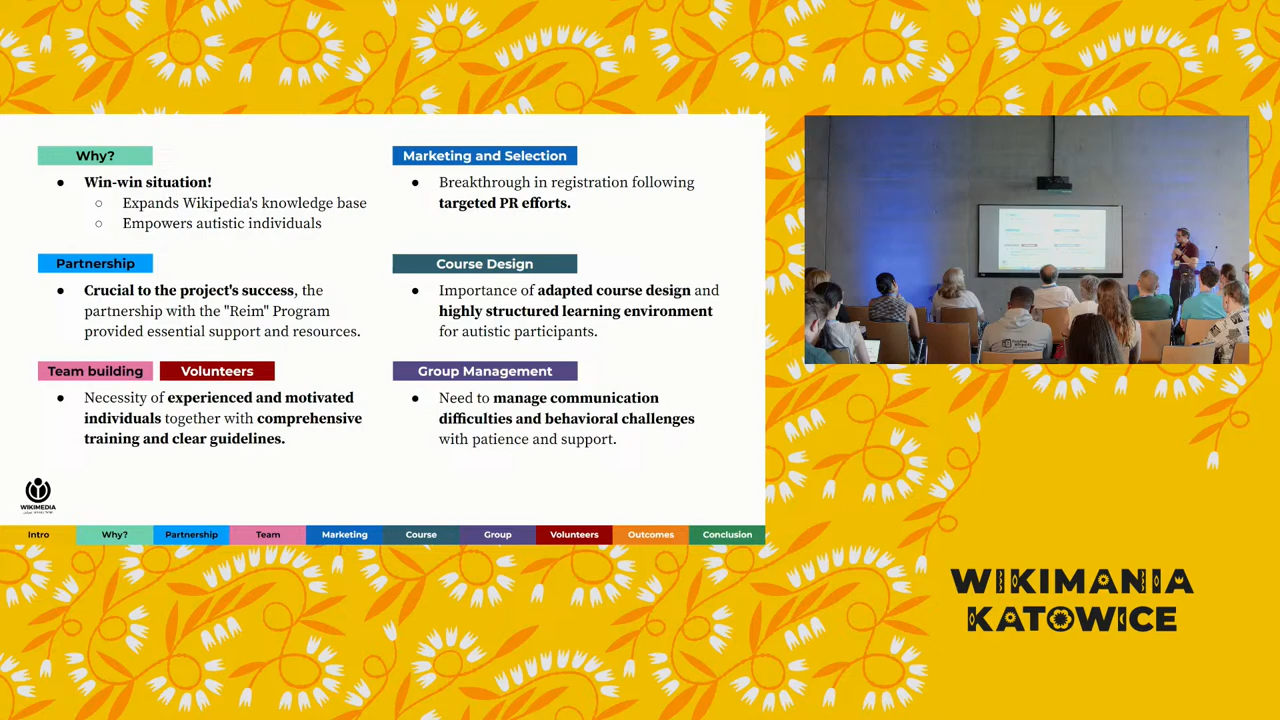 Why?
● Win-win situation!
○ Expands Wikipedia's knowledge base
○ Empowers autistic individuals
Partnership
● Crucial to the project's success, the
partnership with the "Reim" Program
provided essential support and resources.
Team building
Volunteers
● Necessity of experienced and motivated
individuals together with comprehensive
training and clear guidelines.
Marketing and Selection
● Breakthrough in registration following
targeted PR efforts.
Course Design
● Importance of adapted course design and
highly structured learning environment
for autistic participants.
Group Management
● Need to manage communication
difficulties and behavioral challenges
with patience and support.
WIKIMEDIA
Intro
Why?
Partnership
Team
Marketing
Course
Group
Volunteers
Outcomes
Conclusion
WIKIMANIA
KATOWICE